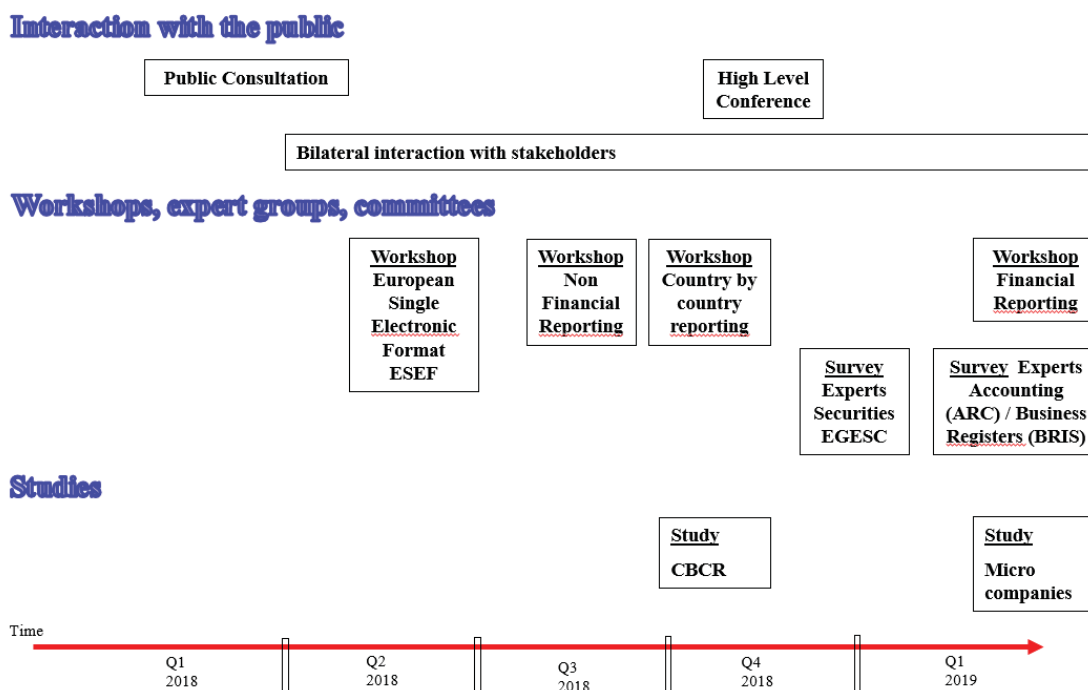 Interaction with the public
Public Consultation
High Level
Conference
Bilateral interaction with stakeholders
Workshops, expert groups, committees
Workshop
European
Single
Electronic
Format
ESEF
Workshop
Non
Financial
Reporting
Workshop
Country by
country
reporting
Workshop
Financial
Reporting
Survey
Experts
Securities
EGESC
Survey Experts
Accounting
(ARC) / Business
Registers (BRIS)
Studies
Study
CBCR
Study
Micro
companies
Time
Q1
2018
Q2
2018
Q3
2018
Q4
2018
Q1
2019